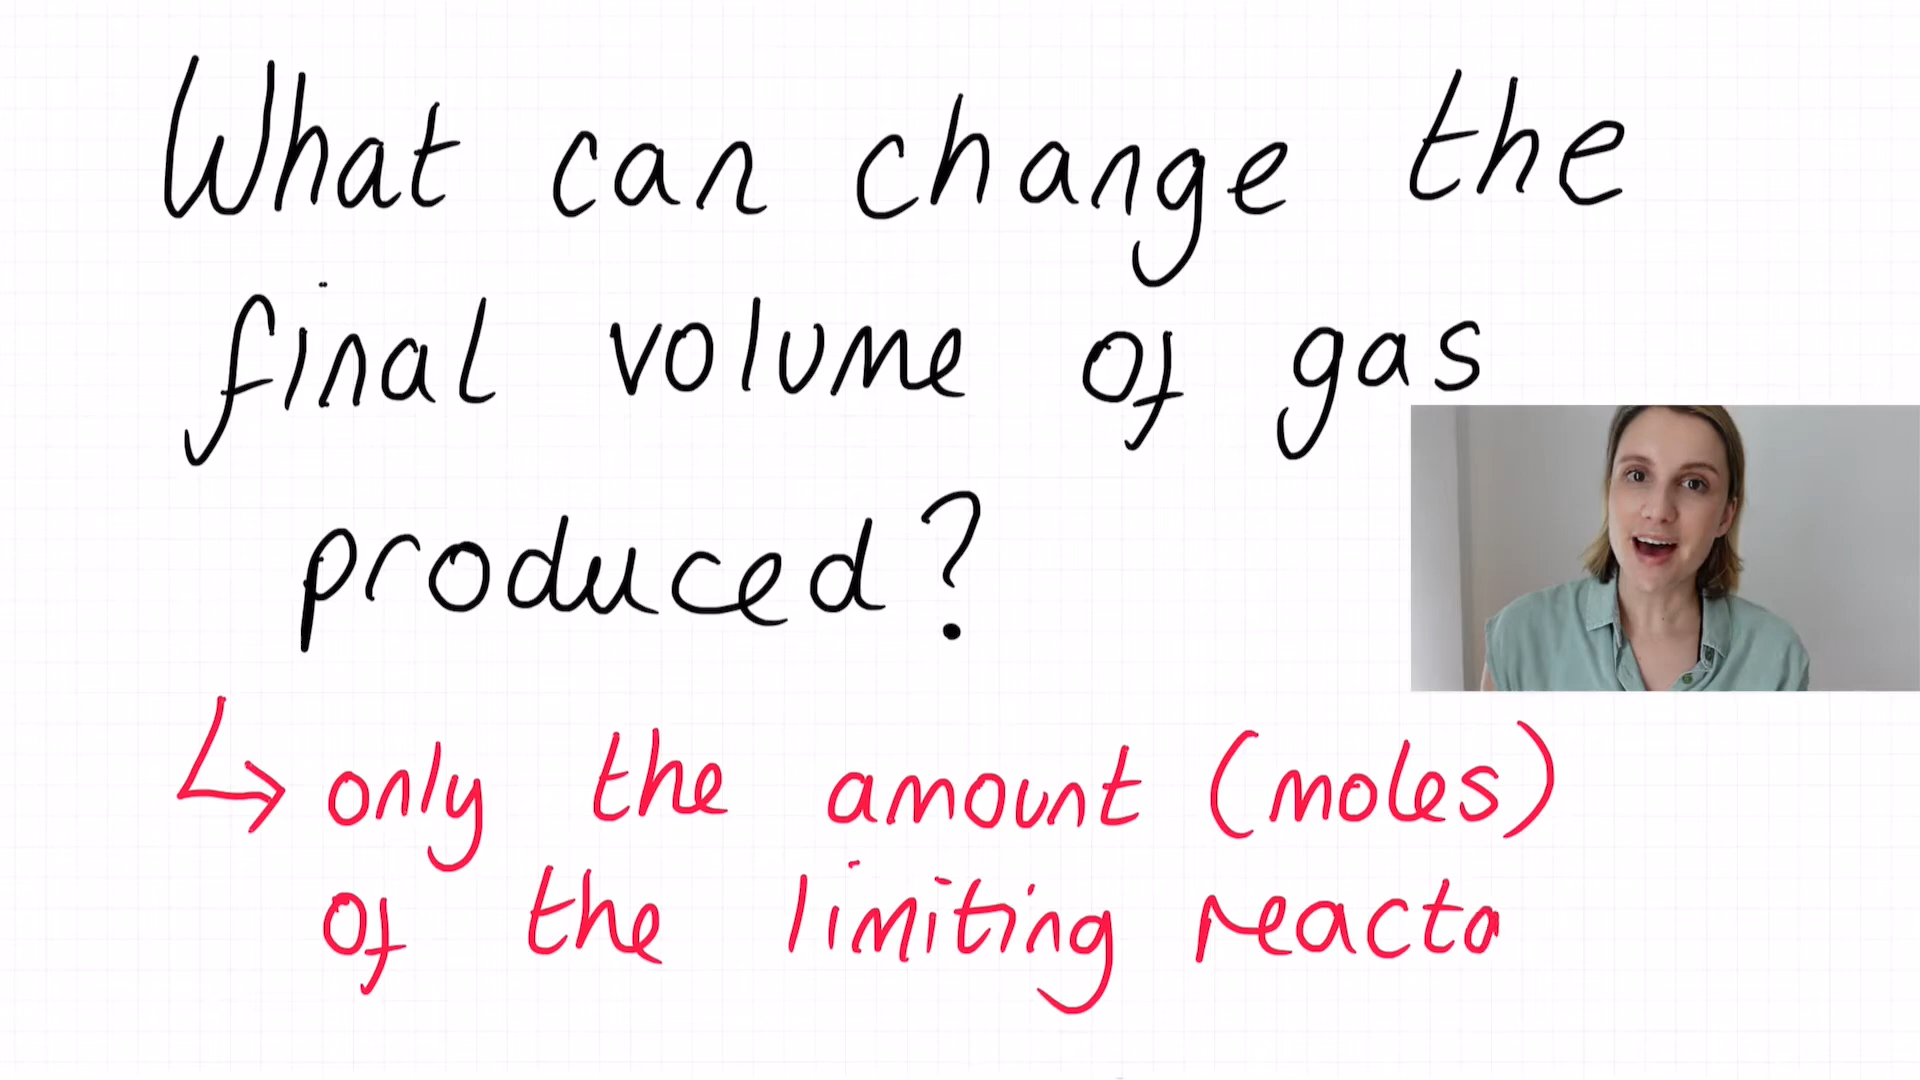 What can change the
final volume of gas
produced?
↳ only the amount (moles)
of the limiting reacta